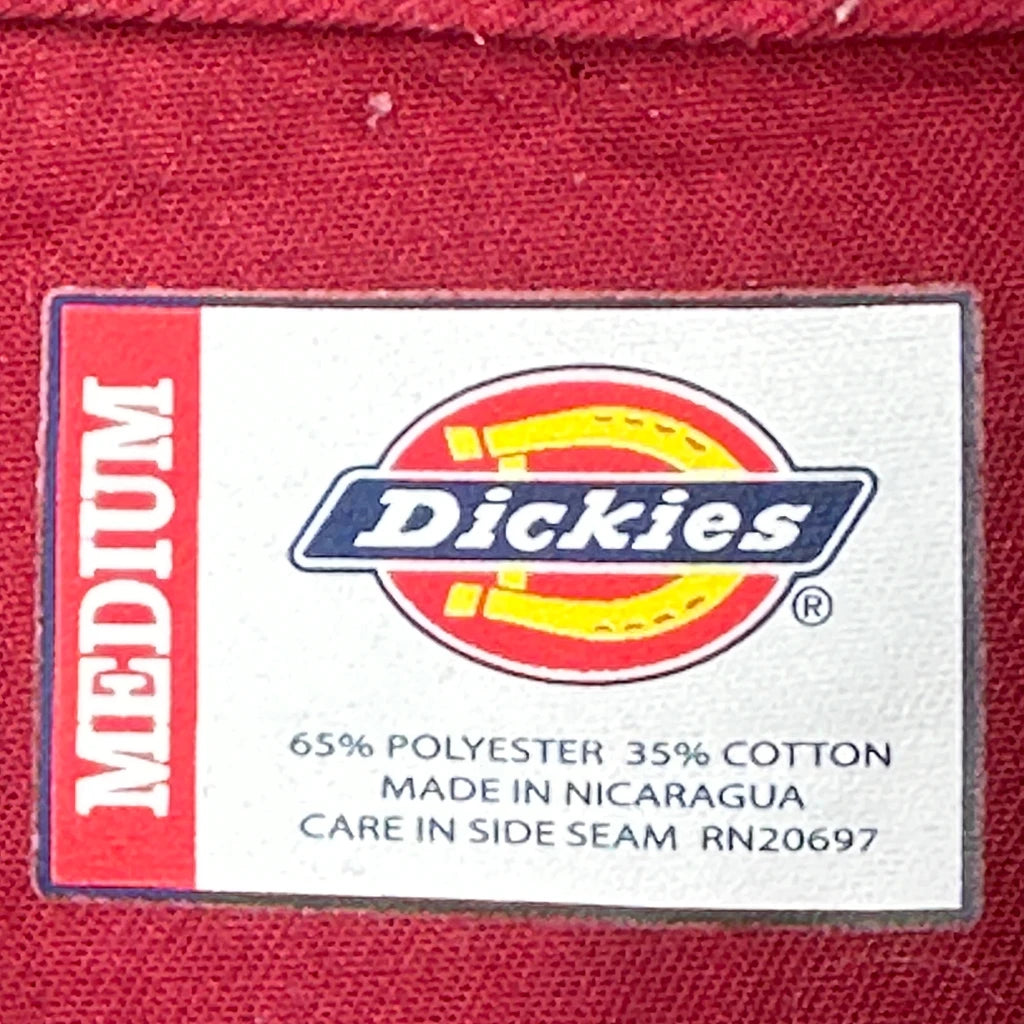 MEDIUM
Dickies
®
65% POLYESTER 35% COTTON
MADE IN NICARAGUA
CARE IN SIDE SEAM RN20697